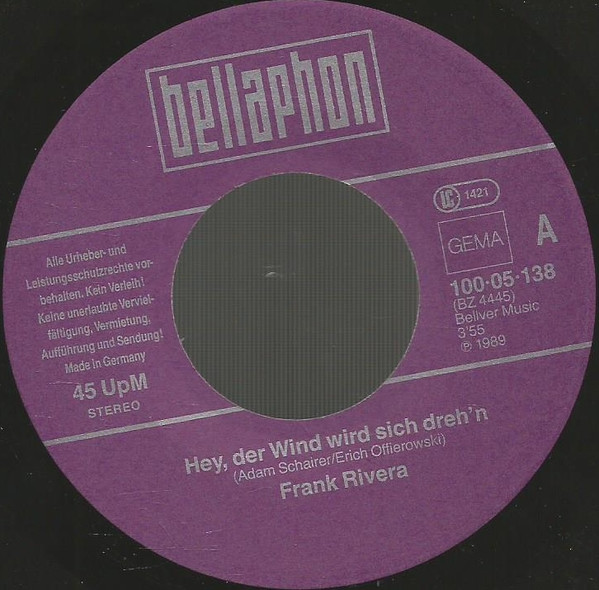 bellaphon
Alle Urheber- und
Leistungsschutzrechte vor-
behalten. Kein Verleih!
Keine unerlaubte Verviel-
fältigung, Vermietung,
Aufführung und Sendung!
Made in Germany
45 UpM
STEREO
LC 1421
GEMA
A
100·05·138
(BZ 4445)
Bellver Music
3'55
℗ 1989
Hey, der Wind wird sich dreh'n
(Adam Schairer/Erich Offierowski)
Frank Rivera